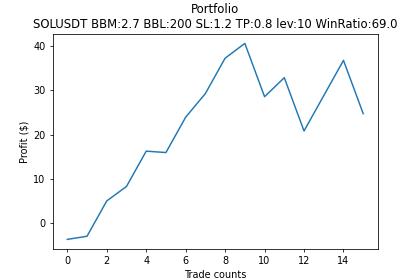 Portfolio
SOLUSDT BBM:2.7 BBL:200 SL:1.2 TP:0.8 lev:10 WinRatio:69.0
40
30
20
10
0
Profit ($)
0 2 4 6 8 10 12 14
Trade counts